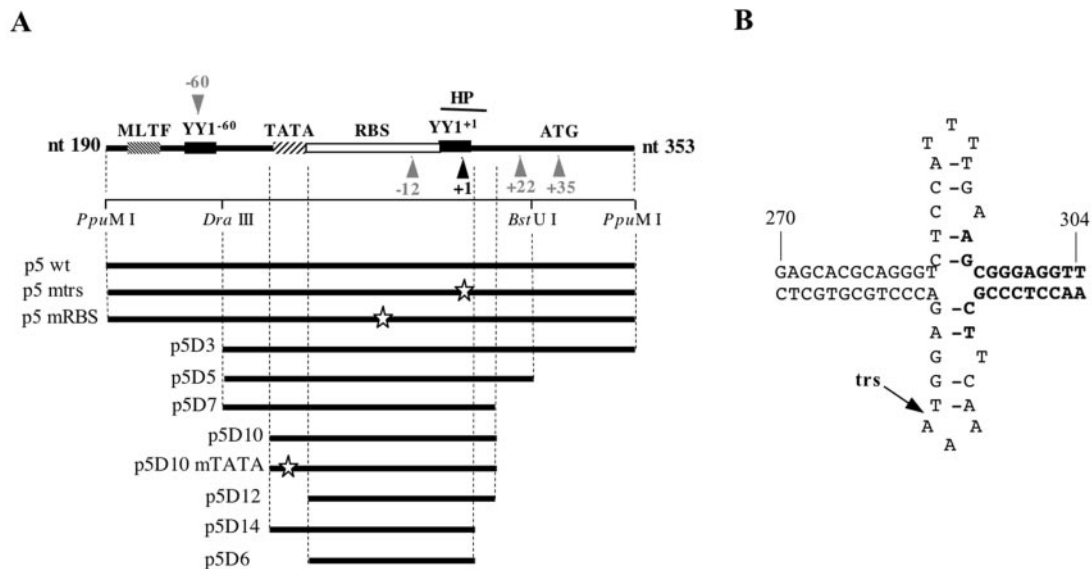 A
B
-60
HP
MLTF YY1-60 TATA RBS YY1+1 ATG
nt 190
nt 353
-12 +1 +22 +35
PpuM I Dra III BstU I PpuM I
p5 wt
p5 mtrs
p5 mRBS
p5D3
p5D5
p5D7
p5D10
p5D10 mTATA
p5D12
p5D14
p5D6
T
T T
A – T
C – G
C A
T – A
C – G
270
304
GAGCACGCAGGGT CGGGAGGTT
CTCGTGCGTCCCA GCCCTCCAA
A – C
G – T
G T
G – C
T – A
A A
A
trs